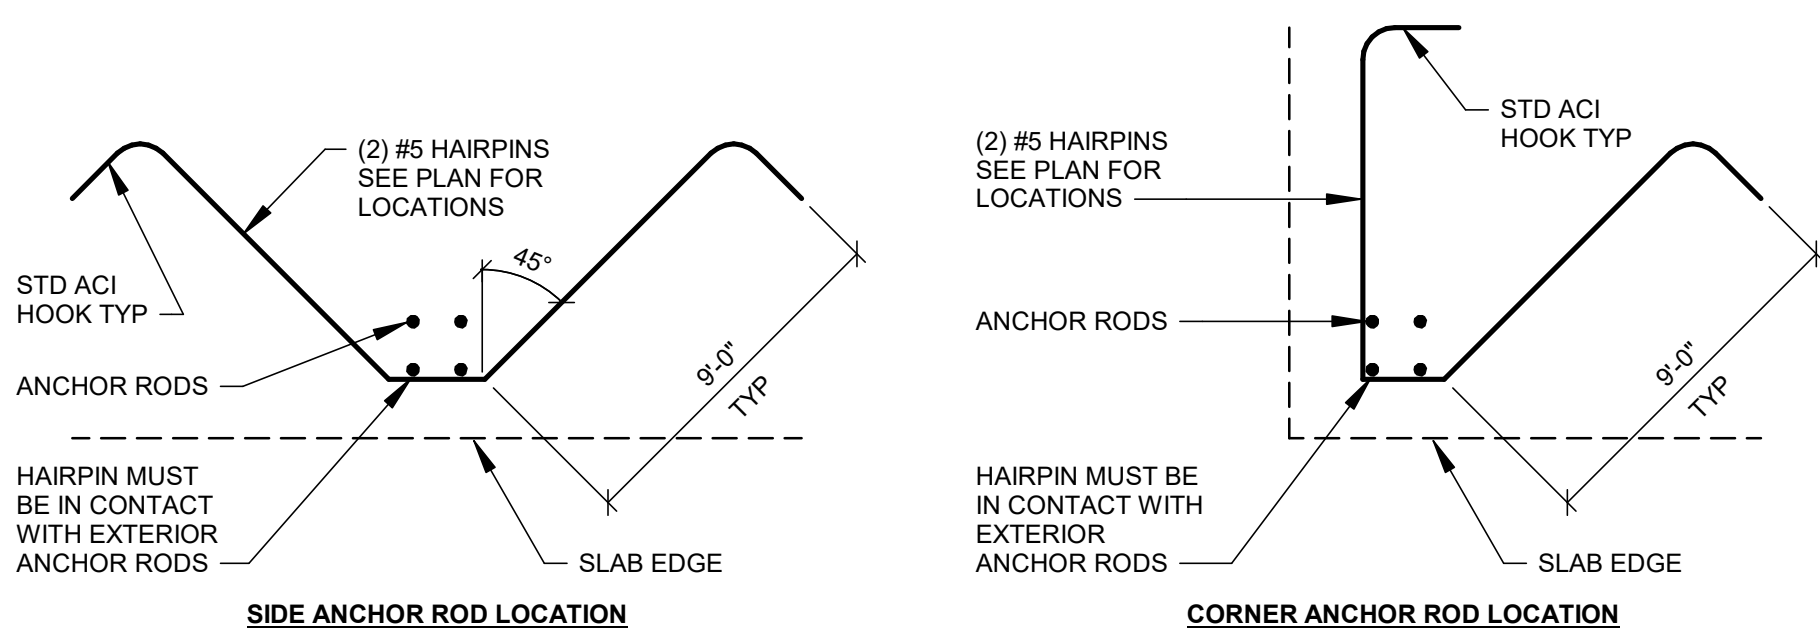 (2) #5 HAIRPINS
SEE PLAN FOR
LOCATIONS
45°
STD ACI
HOOK TYP
ANCHOR RODS
9'-0"
TYP
HAIRPIN MUST
BE IN CONTACT
WITH EXTERIOR
ANCHOR RODS
SLAB EDGE
SIDE ANCHOR ROD LOCATION
STD ACI
HOOK TYP
(2) #5 HAIRPINS
SEE PLAN FOR
LOCATIONS
ANCHOR RODS
9'-0"
TYP
HAIRPIN MUST BE
IN CONTACT WITH
EXTERIOR
ANCHOR RODS
SLAB EDGE
CORNER ANCHOR ROD LOCATION